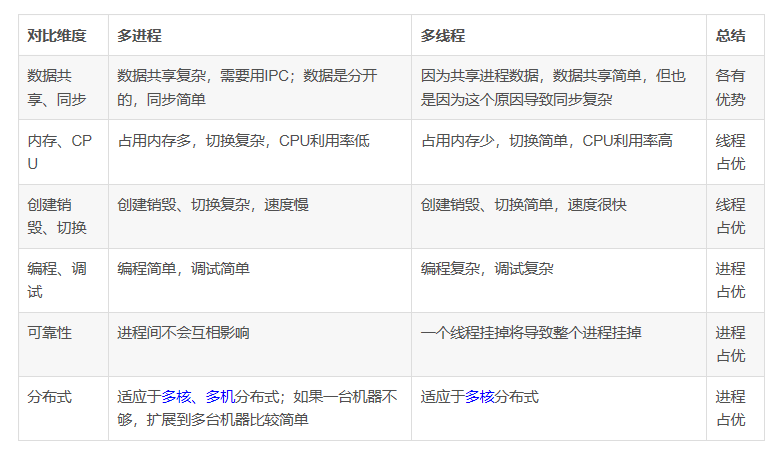 对比维度 多进程 多线程 总结
数据共享、同步 数据共享复杂，需要用IPC；数据是分开的，同步简单 因为共享进程数据，数据共享简单，但也是因为这个原因导致同步复杂 各有优势
内存、CPU 占用内存多，切换复杂，CPU利用率低 占用内存少，切换简单，CPU利用率高 线程占优
创建销毁、切换 创建销毁、切换复杂，速度慢 创建销毁、切换简单，速度很快 线程占优
编程、调试 编程简单，调试简单 编程复杂，调试复杂 进程占优
可靠性 进程间不会互相影响 一个线程挂掉将导致整个进程挂掉 进程占优
分布式 适应于多核、多机分布式；如果一台机器不够，扩展到多台机器比较简单 适应于多核分布式 进程占优